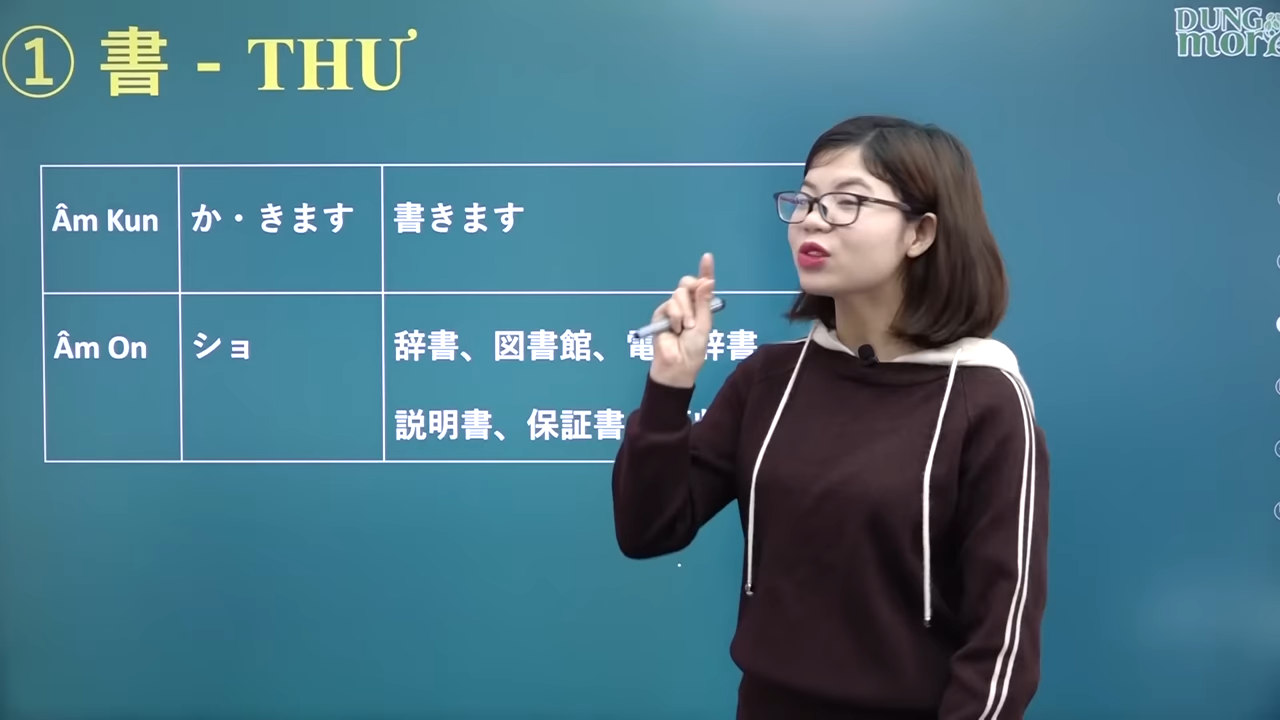 ① 書 - THƯ
DUNG
mori
Âm Kun
か・きます
書きます
Âm On
ショ
辞書、図書館、電 辞書
説明書、保証書